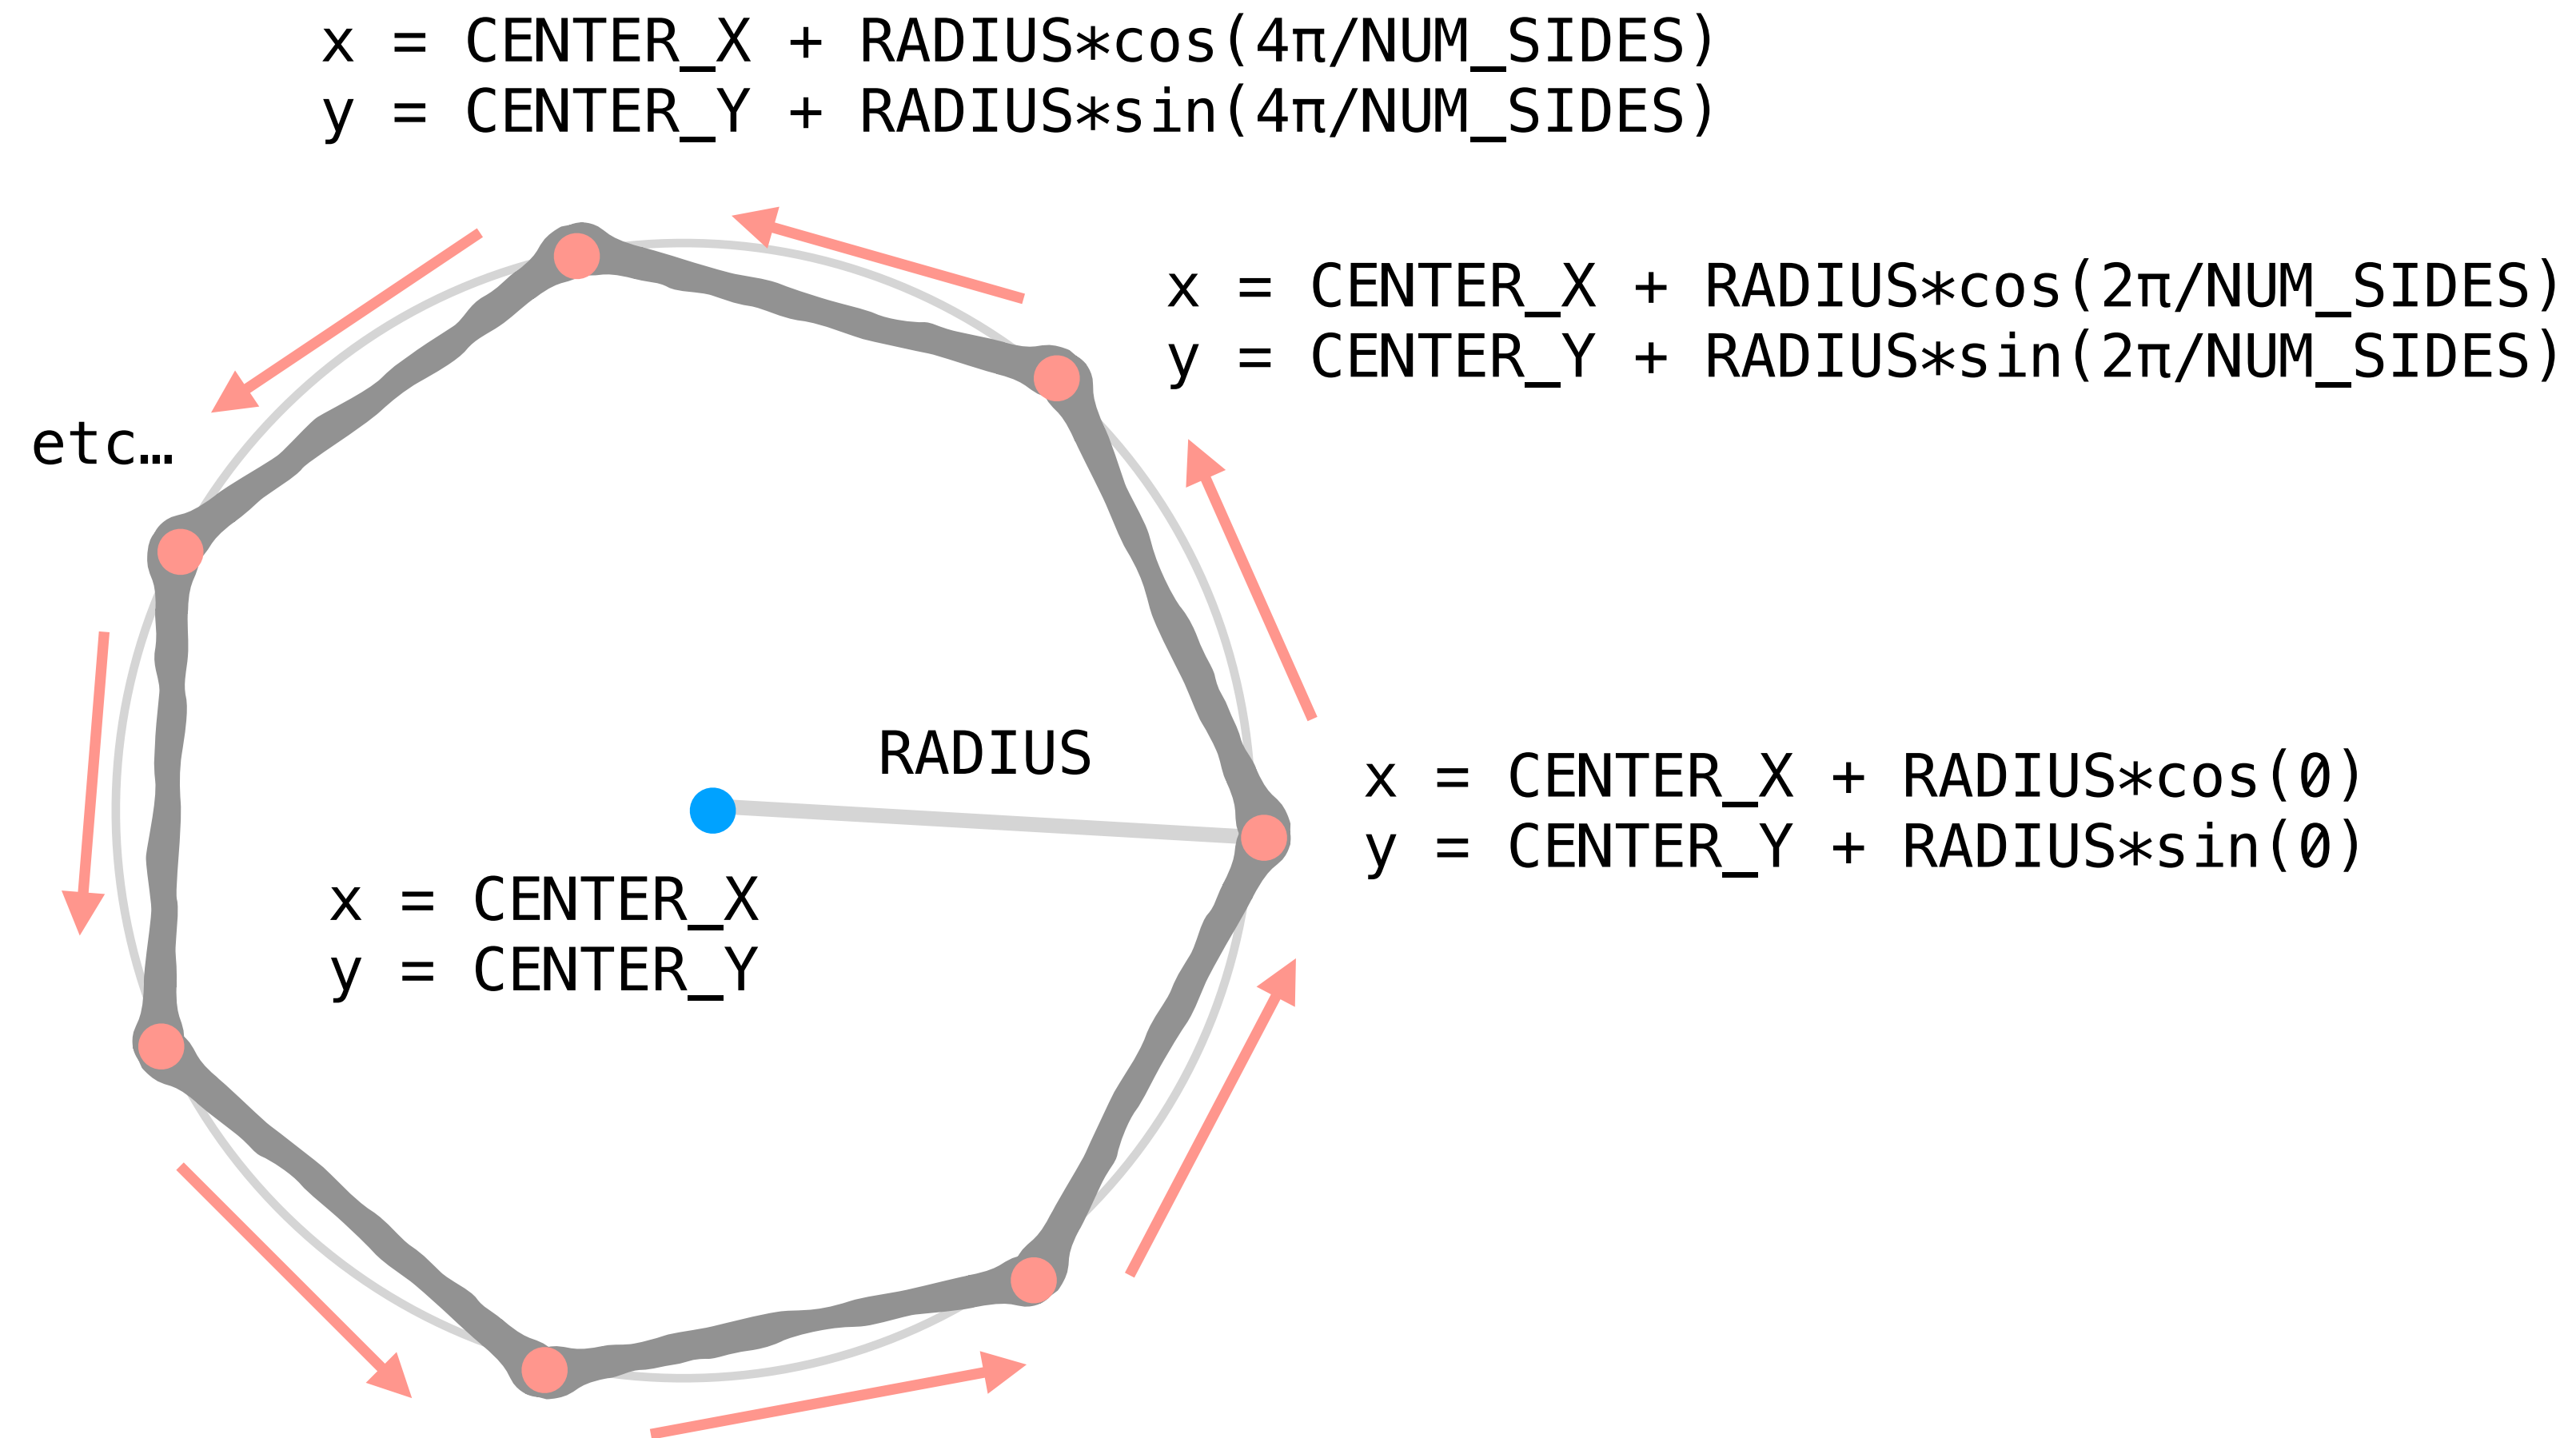 x = CENTER_X + RADIUS*cos(4π/NUM_SIDES)
y = CENTER_Y + RADIUS*sin(4π/NUM_SIDES)
x = CENTER_X + RADIUS*cos(2π/NUM_SIDES)
y = CENTER_Y + RADIUS*sin(2π/NUM_SIDES)
etc…
RADIUS
x = CENTER_X + RADIUS*cos(0)
y = CENTER_Y + RADIUS*sin(0)
x = CENTER_X
y = CENTER_Y